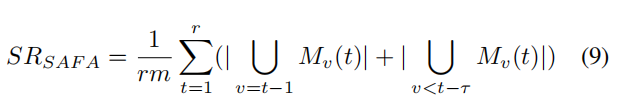 $SR_{SAFA} = \frac{1}{rm} \sum_{t=1}^{r} (| \bigcup_{v=t-1} M_v(t)| + | \bigcup_{v<t-\tau} M_v(t)|)$ (9)